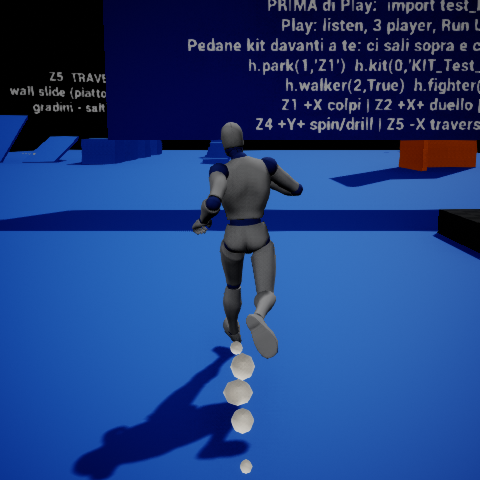 PRIMA di Play: import test_
Play: listen, 3 player, Run U
Pedane kit davanti a te: ci sali sopra e c
h.park(1,'Z1') h.kit(0,'KIT_Test_
h.walker(2,True) h.fighter(
Z1 +X colpi | Z2 +X+ duello |
Z4 +Y+ spin/drill | Z5 -X travers
Z5 TRAVE
wall slide (piatto
gradini - salt